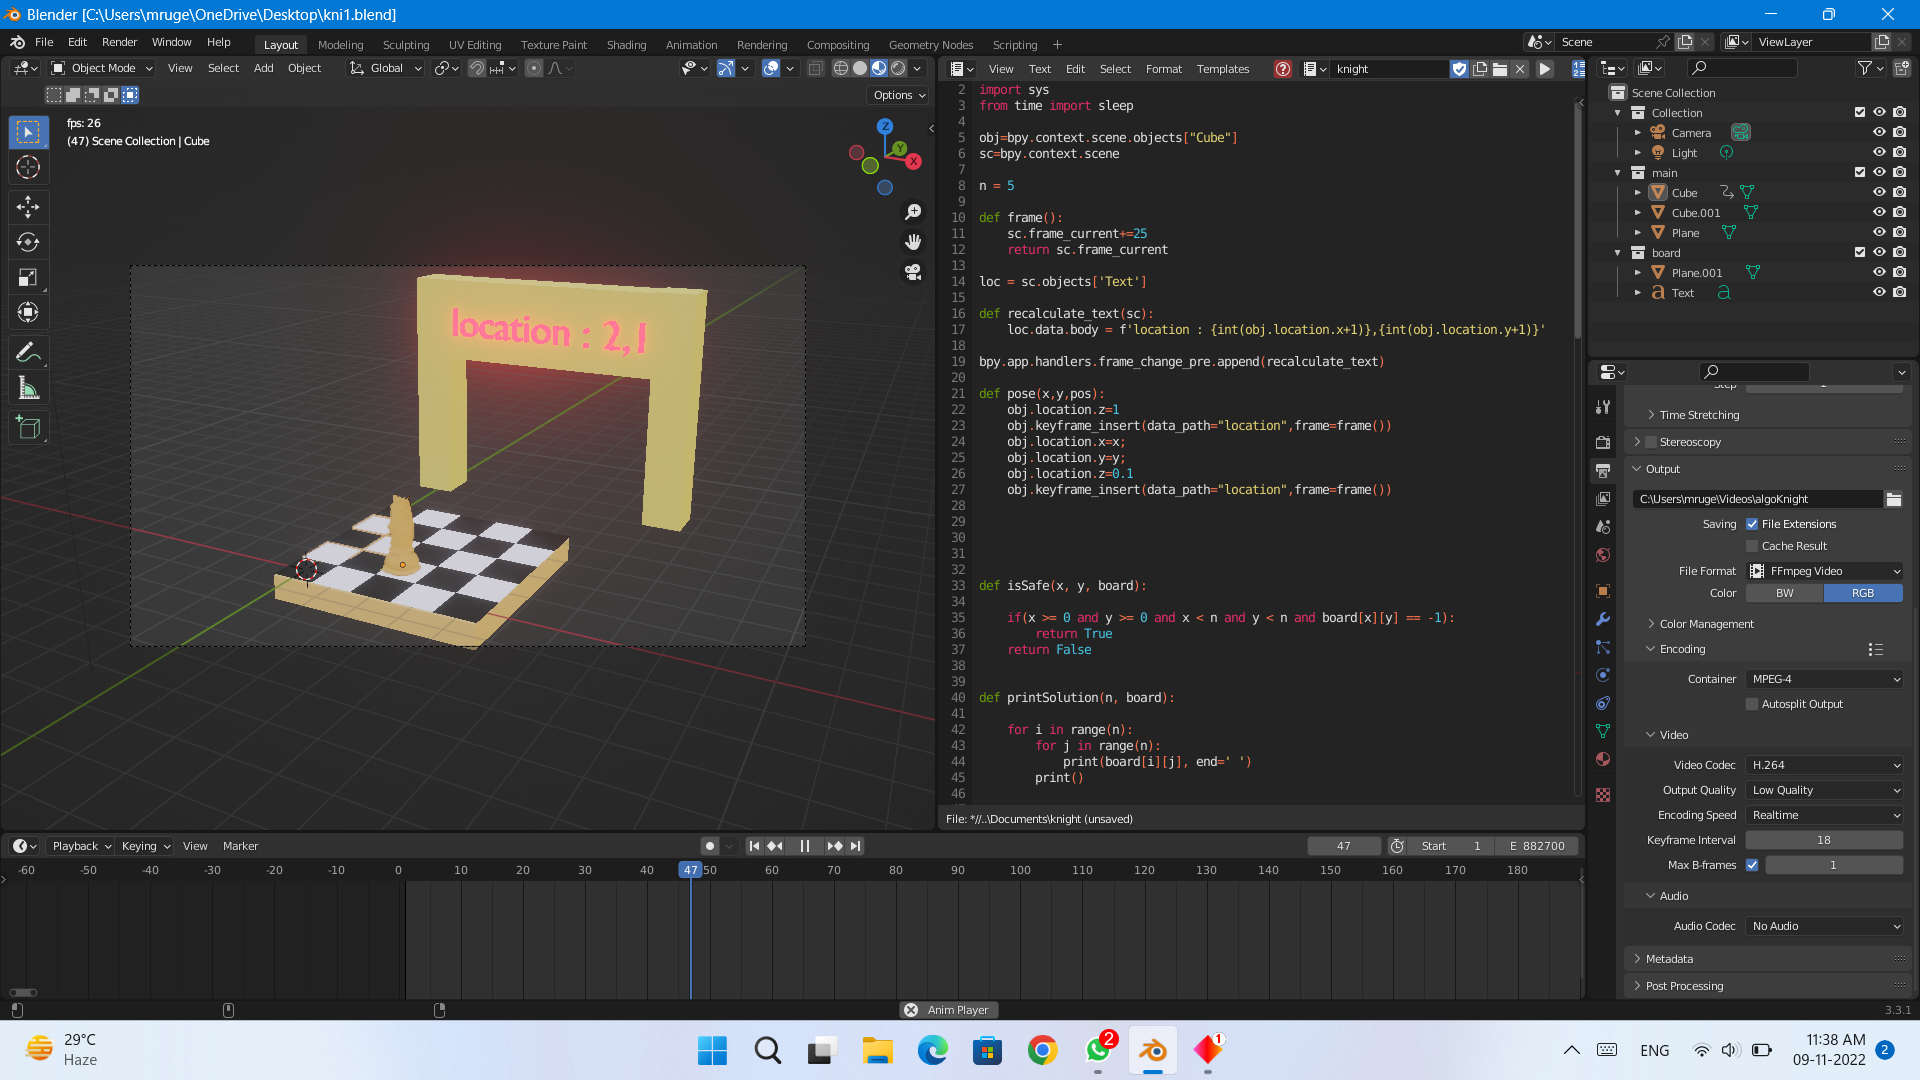 Blender [C:\Users\mruge\OneDrive\Desktop\kni1.blend]
File Edit Render Window Help
Layout Modeling Sculpting UV Editing Texture Paint Shading Animation Rendering Compositing Geometry Nodes Scripting +
Scene ViewLayer
Object Mode View Select Add Object Global
Options
fps: 26
(47) Scene Collection | Cube
Z
Y
X
location : 2,1
View Text Edit Select Format Templates knight
2 import sys
3 from time import sleep
4
5 obj=bpy.context.scene.objects["Cube"]
6 sc=bpy.context.scene
7
8 n = 5
9
10 def frame():
11 sc.frame_current+=25
12 return sc.frame_current
13
14 loc = sc.objects['Text']
15
16 def recalculate_text(sc):
17 loc.data.body = f'location : {int(obj.location.x+1)},{int(obj.location.y+1)}'
18
19 bpy.app.handlers.frame_change_pre.append(recalculate_text)
20
21 def pose(x,y,pos):
22 obj.location.z=1
23 obj.keyframe_insert(data_path="location",frame=frame())
24 obj.location.x=x;
25 obj.location.y=y;
26 obj.location.z=0.1
27 obj.keyframe_insert(data_path="location",frame=frame())
28
29
30
31
32
33 def isSafe(x, y, board):
34
35 if(x >= 0 and y >= 0 and x < n and y < n and board[x][y] == -1):
36 return True
37 return False
38
39
40 def printSolution(n, board):
41
42 for i in range(n):
43 for j in range(n):
44 print(board[i][j], end=' ')
45 print()
46
File: *//..\Documents\knight (unsaved)
Scene Collection
Collection
Camera
Light
main
Cube
Cube.001
Plane
board
Plane.001
Text
Step 1
Time Stretching
Stereoscopy
Output
C:\Users\mruge\Videos\algoKnight
Saving File Extensions
Cache Result
File Format FFmpeg Video
Color BW RGB
Color Management
Encoding
Container MPEG-4
Autosplit Output
Video
Video Codec H.264
Output Quality Low Quality
Encoding Speed Realtime
Keyframe Interval 18
Max B-frames 1
Audio
Audio Codec No Audio
Metadata
Post Processing
Playback Keying View Marker
47 Start 1 E 882700
-60 -50 -40 -30 -20 -10 0 10 20 30 40 47 50 60 70 80 90 100 110 120 130 140 150 160 170 180
Anim Player
3.3.1
29°C
Haze
2
1
ENG
11:38 AM
09-11-2022
2